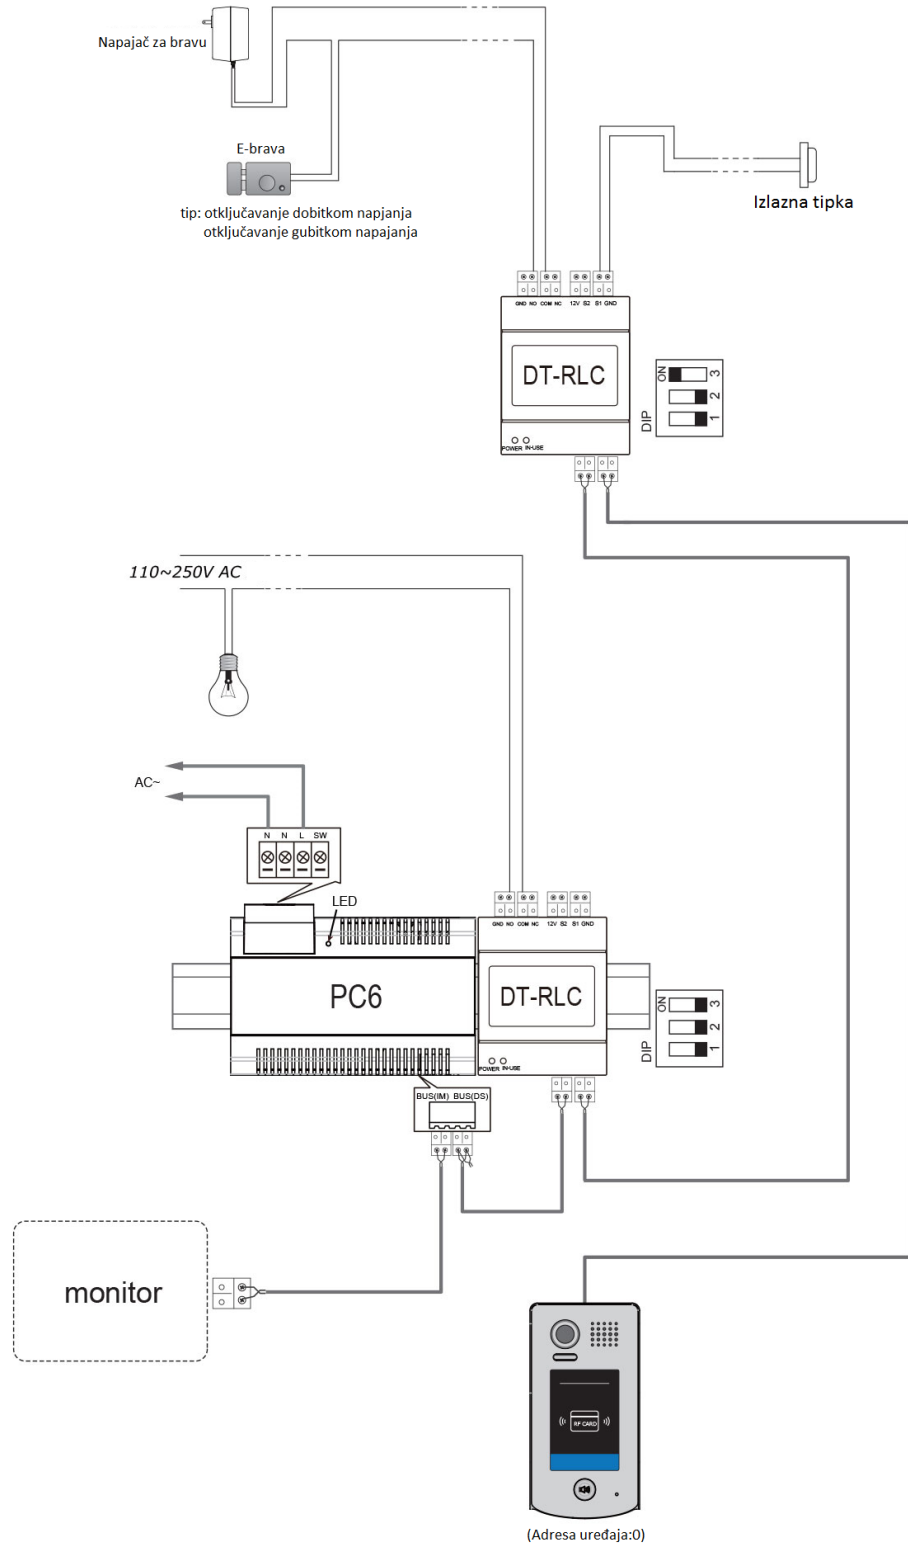 Napajač za bravu
E-brava
tip: otključavanje dobitkom napjanja
otključavanje gubitkom napajanja
Izlazna tipka
GND NO COM NC 12V S2 S1 GND
DT-RLC
POWER IN-USE
ON
DIP
1 2 3
110~250V AC
AC~
N N L SW
LED
GND NO COM NC 12V S2 S1 GND
PC6
DT-RLC
POWER IN-USE
ON
DIP
1 2 3
BUS(IM) BUS(DS)
monitor
RF CARD
(Adresa uređaja:0)